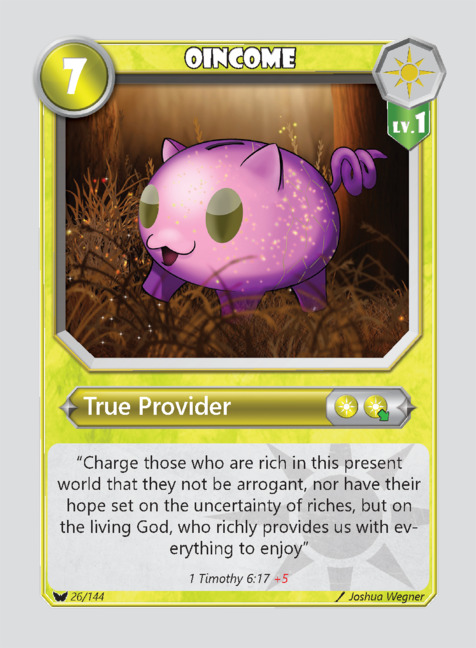 7
OINCOME
LV.1
True Provider
“Charge those who are rich in this present
world that they not be arrogant, nor have their
hope set on the uncertainty of riches, but on
the living God, who richly provides us with ev-
erything to enjoy”
1 Timothy 6:17 +5
26/144
Joshua Wegner